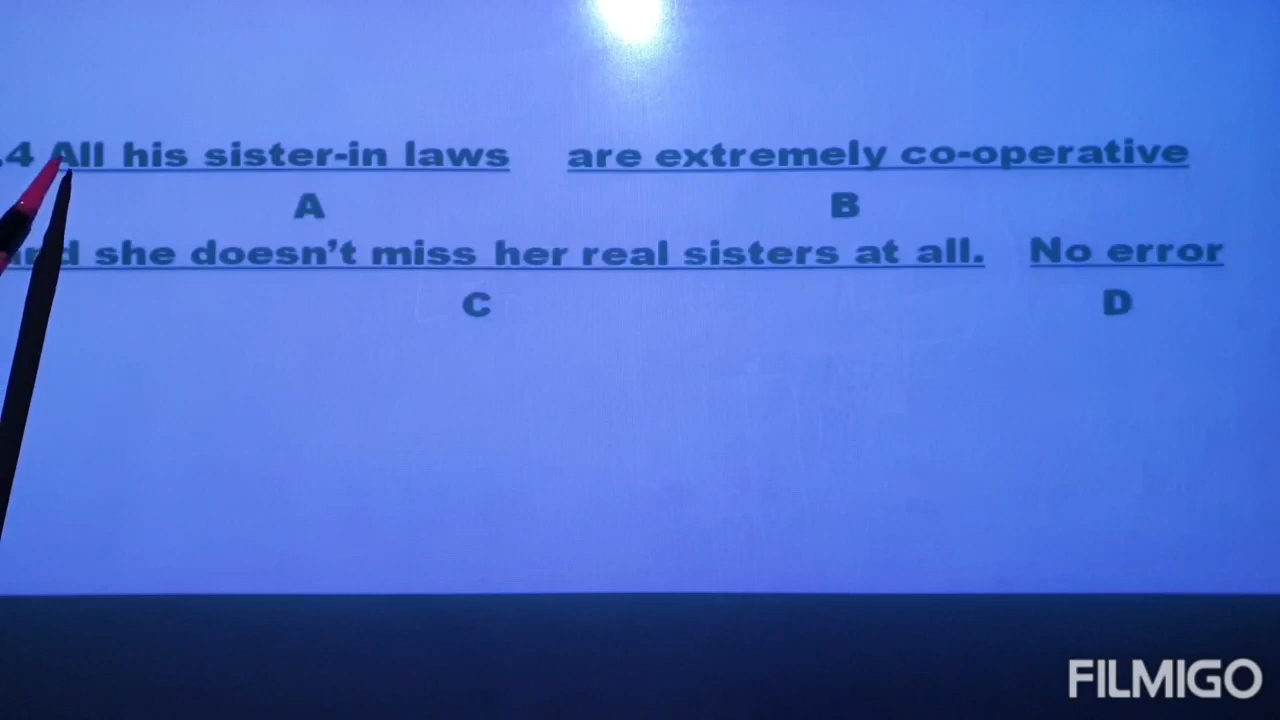 .4 All his sister-in laws are extremely co-operative
A B
and she doesn't miss her real sisters at all. No error
C D
FILMIGO